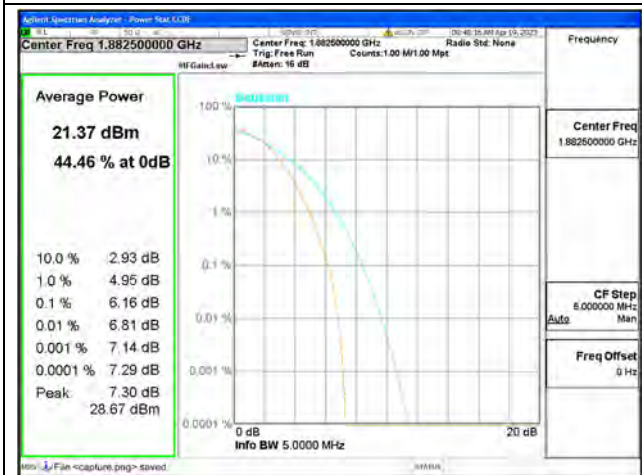 Agilent Spectrum Analyzer - Power Stat CCDF
Center Freq 1.882500000 GHz
Center Freq: 1.882500000 GHz
Radio Std: None
Trig: Free Run
Counts:1.00 M/1.00 Mpt
#IFGain:Low
#Atten: 16 dB
Frequency
Average Power
21.37 dBm
44.46 % at 0dB
10.0 % 2.93 dB
1.0 % 4.95 dB
0.1 % 6.16 dB
0.01 % 6.81 dB
0.001 % 7.14 dB
0.0001 % 7.29 dB
Peak 7.30 dB
28.67 dBm
Gaussian
100 %
10 %
1 %
0.1 %
0.01 %
0.001 %
0.0001 %
0 dB
20 dB
Info BW 5.0000 MHz
Center Freq
1.882500000 GHz
CF Step
5.000000 MHz
Auto Man
Freq Offset
0 Hz
MSG File <capture.png> saved
STATUS